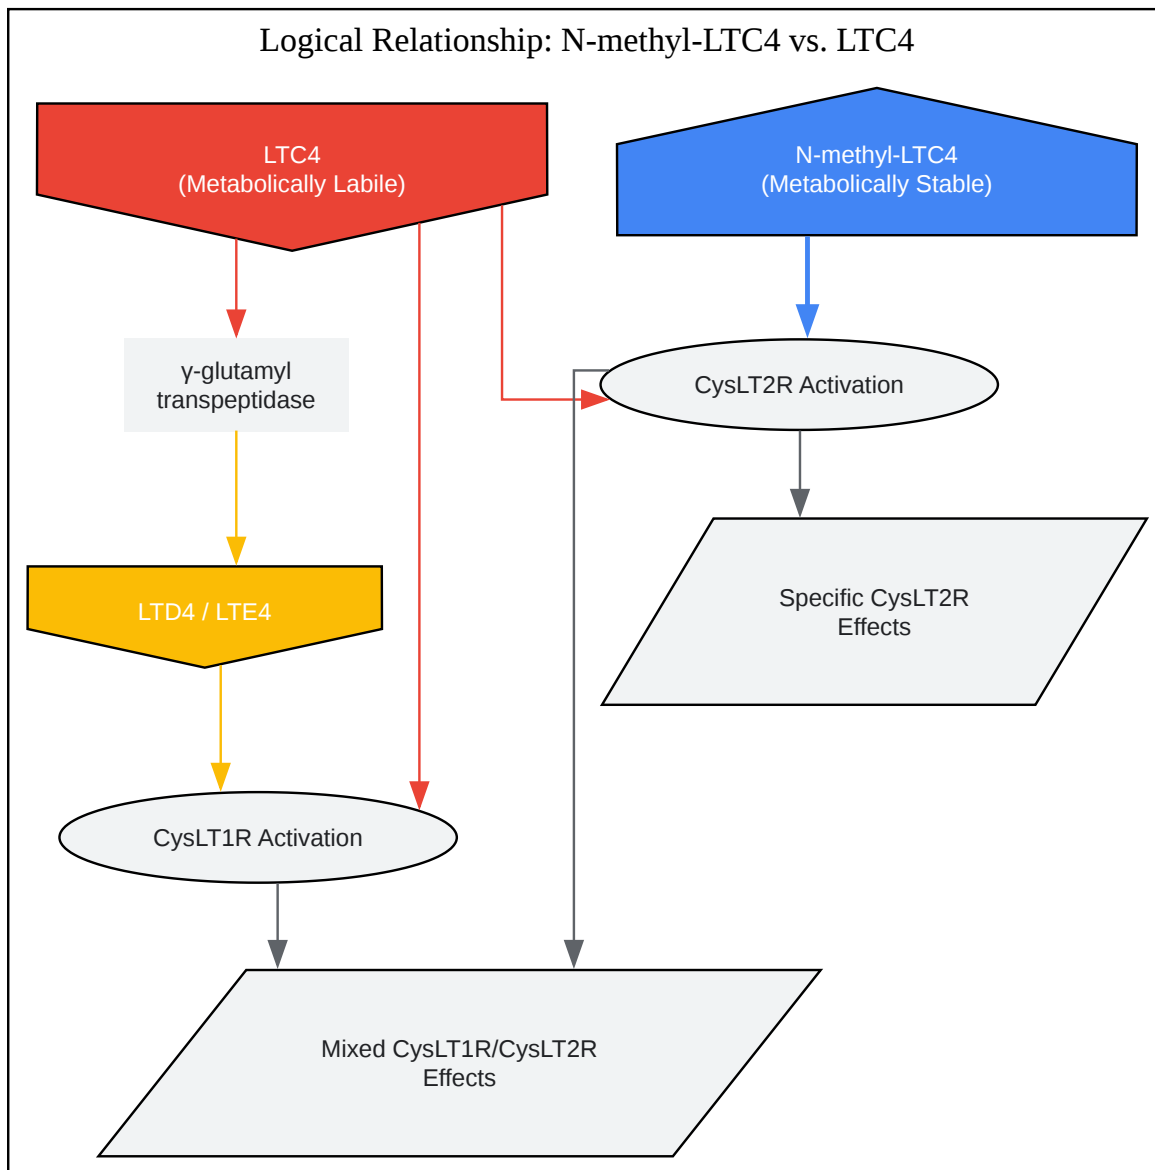 Logical Relationship: N-methyl-LTC4 vs. LTC4
LTC4
(Metabolically Labile)
N-methyl-LTC4
(Metabolically Stable)
γ-glutamyl
transpeptidase
CysLT2R Activation
LTD4 / LTE4
Specific CysLT2R
Effects
CysLT1R Activation
Mixed CysLT1R/CysLT2R
Effects